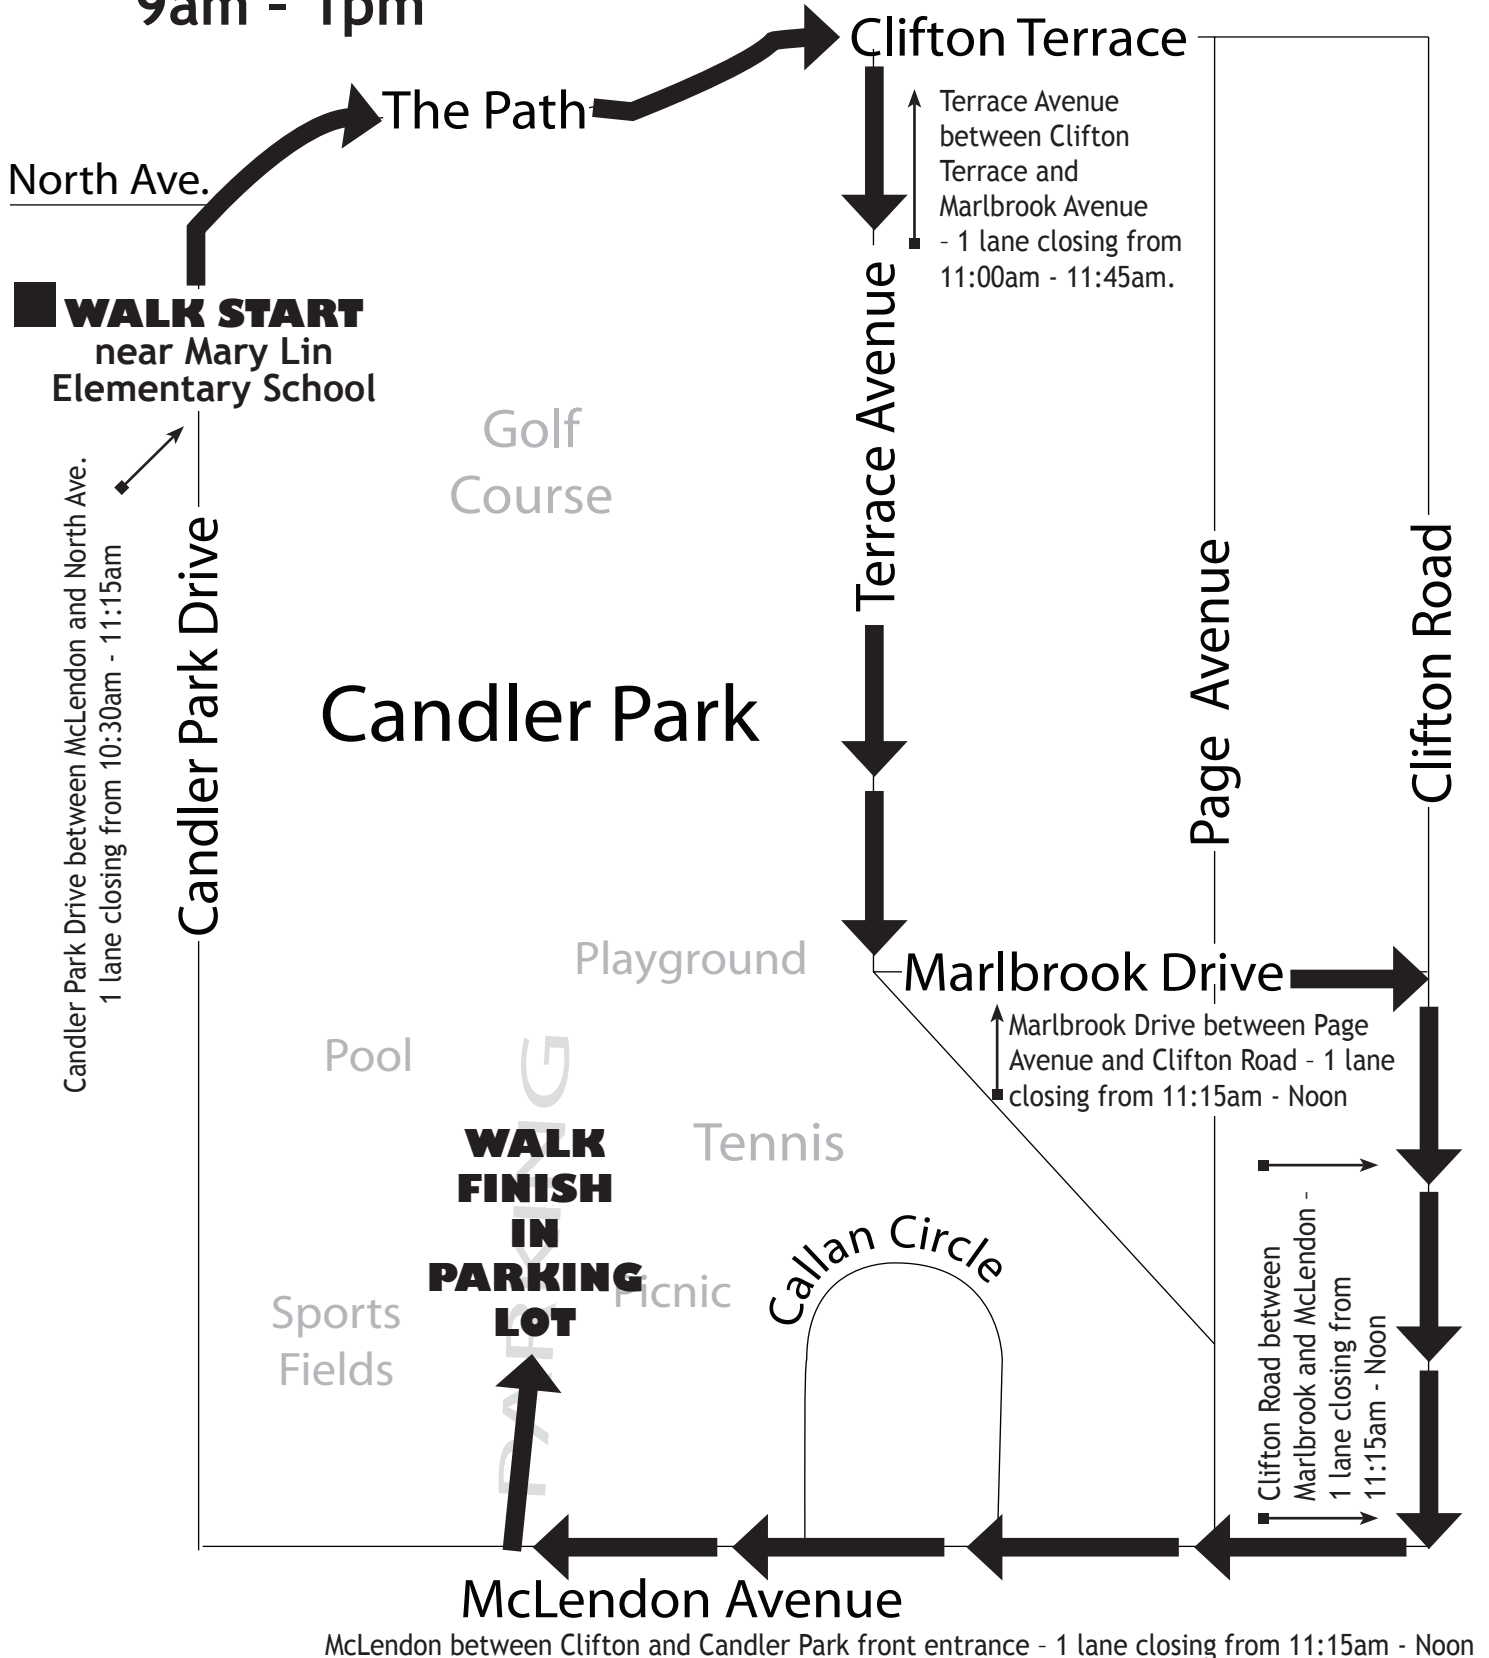 9am - 1pm
Clifton Terrace
The Path
Terrace Avenue
between Clifton
Terrace and
Marlbrook Avenue
– 1 lane closing from
11:00am - 11:45am.
North Ave.
WALK START
near Mary Lin
Elementary School
Terrace Avenue
Golf
Course
Candler Park Drive between McLendon and North Ave.
1 lane closing from 10:30am - 11:15am
Candler Park Drive
Page Avenue
Clifton Road
Candler Park
Playground
Marlbrook Drive
Marlbrook Drive between Page
Avenue and Clifton Road – 1 lane
closing from 11:15am - Noon
Pool
PARKING
WALK
FINISH
IN
PARKING
LOT
Tennis
Callan Circle
Picnic
Sports
Fields
Clifton Road between
Marlbrook and McLendon -
1 lane closing from
11:15am - Noon
McLendon Avenue
McLendon between Clifton and Candler Park front entrance – 1 lane closing from 11:15am - Noon